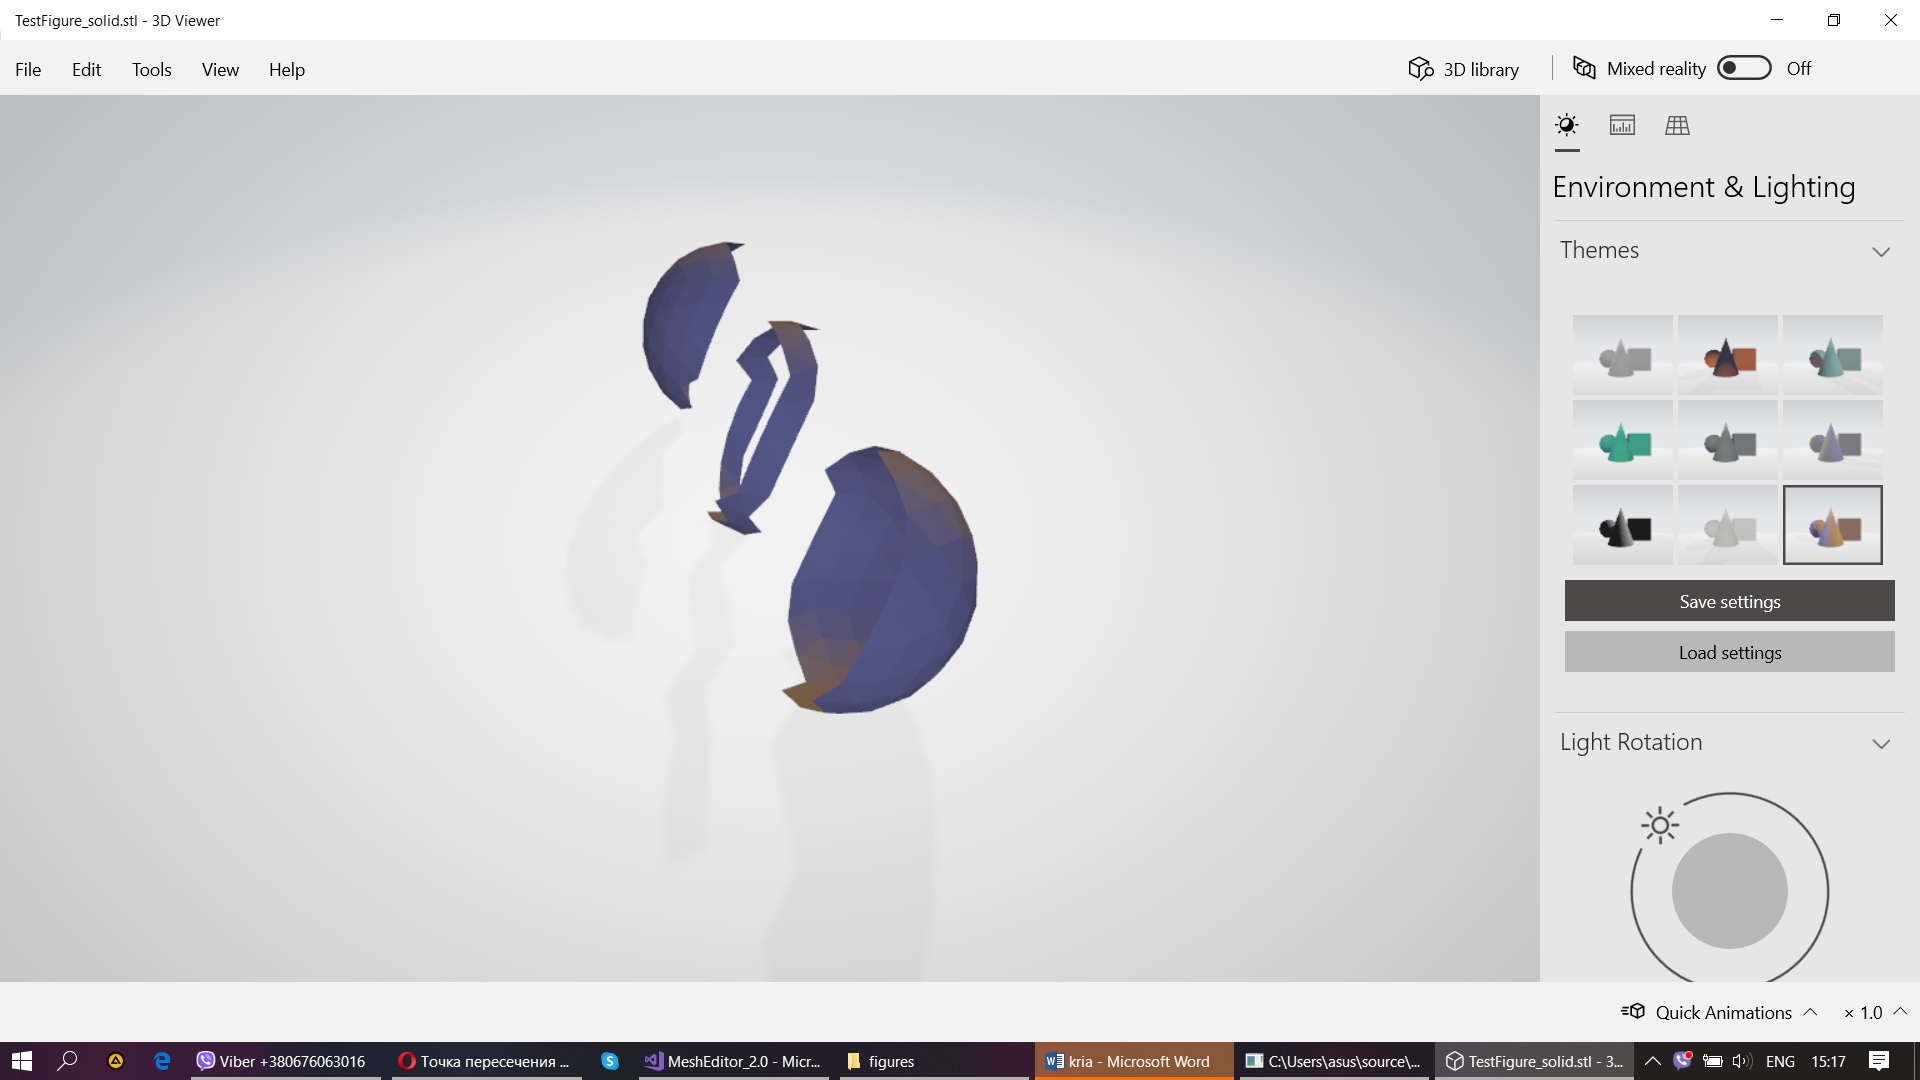 TestFigure_solid.stl - 3D Viewer
File Edit Tools View Help
3D library
Mixed reality Off
Environment & Lighting
Themes
Save settings
Load settings
Light Rotation
Quick Animations
× 1.0
Viber +380676063016
Точка пересечения ...
MeshEditor_2.0 - Micr...
figures
kria - Microsoft Word
C:\Users\asus\source\...
TestFigure_solid.stl - 3...
ENG
15:17